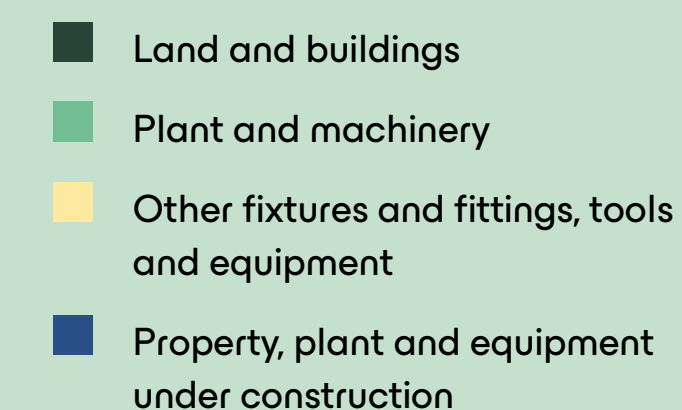 Land and buildings
Plant and machinery
Other fixtures and fittings, tools
and equipment
Property, plant and equipment
under construction